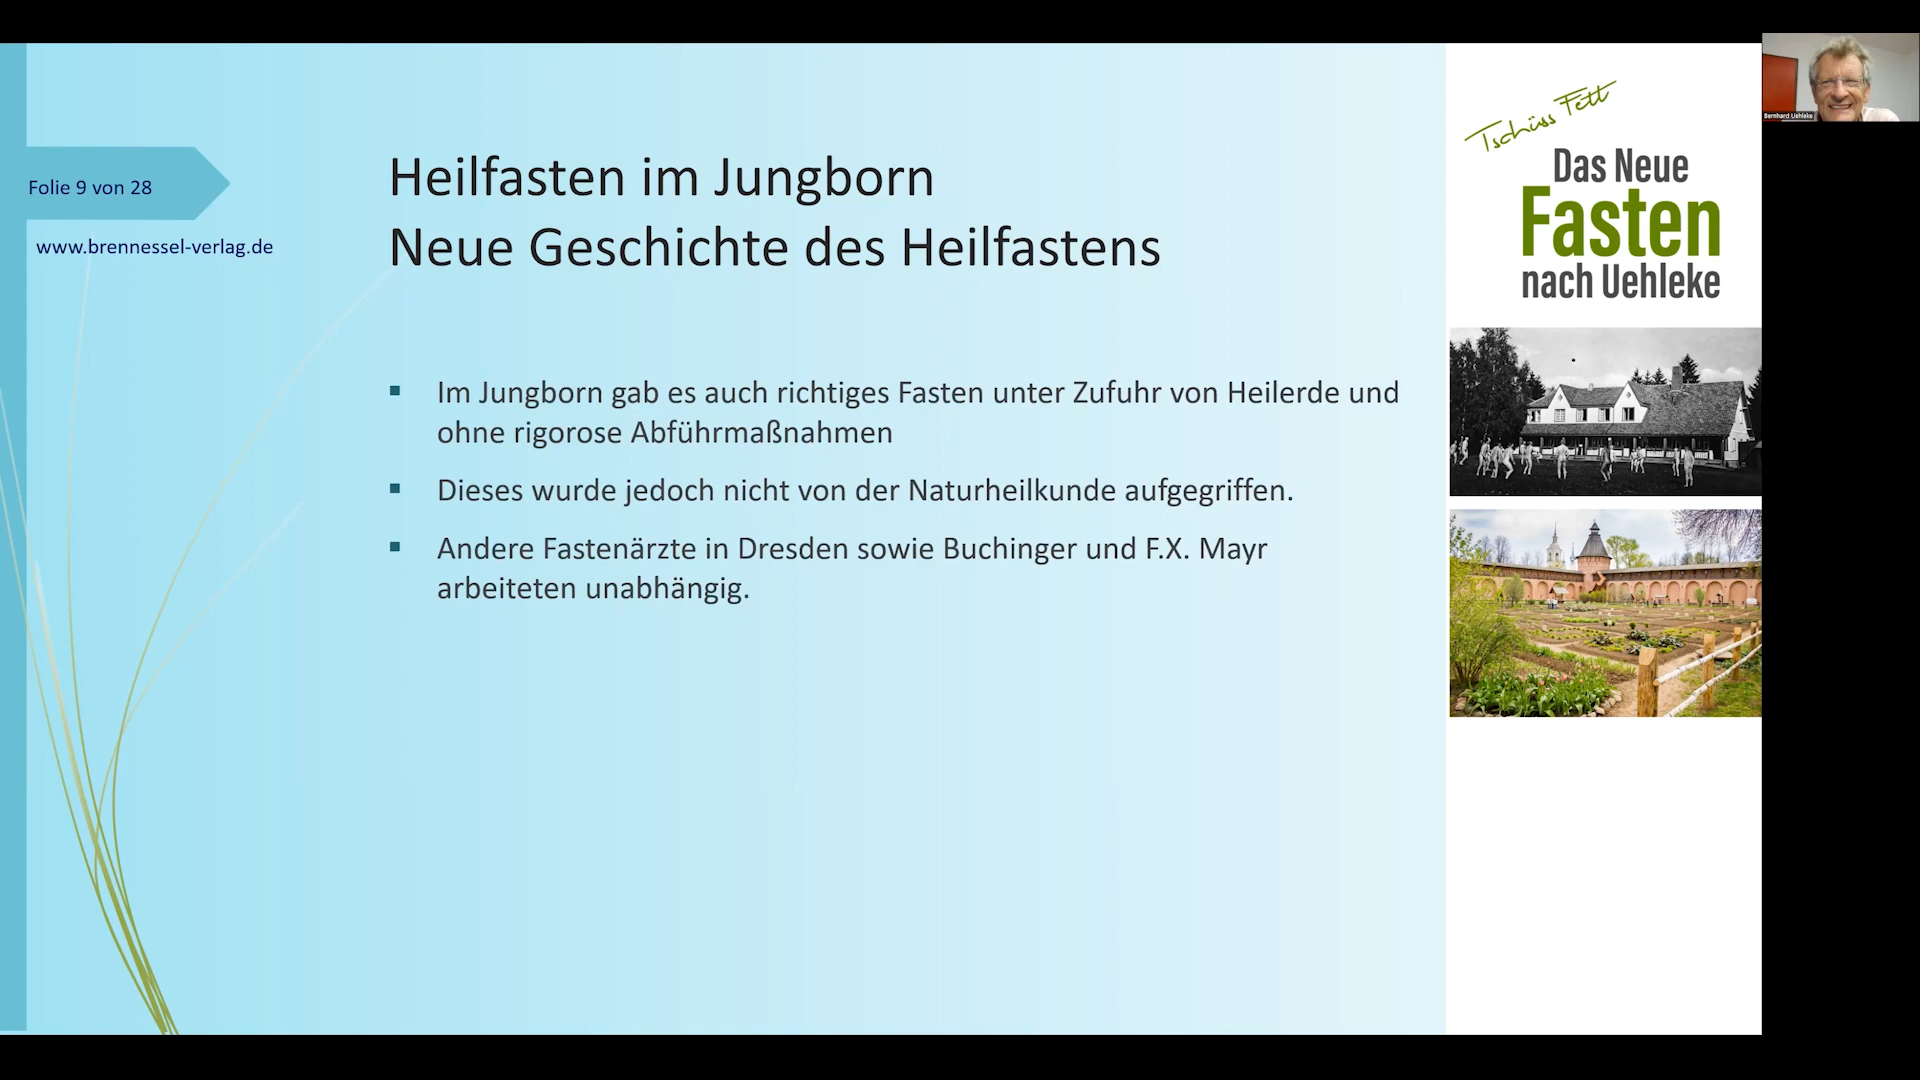 Folie 9 von 28
www.brennessel-verlag.de
Heilfasten im Jungborn
Neue Geschichte des Heilfastens
Im Jungborn gab es auch richtiges Fasten unter Zufuhr von Heilerde und
ohne rigorose Abführmaßnahmen
Dieses wurde jedoch nicht von der Naturheilkunde aufgegriffen.
Andere Fastenärzte in Dresden sowie Buchinger und F.X. Mayr
arbeiteten unabhängig.
Tschüss Fett
Das Neue
Fasten
nach Uehleke
Bernhard Uehleke